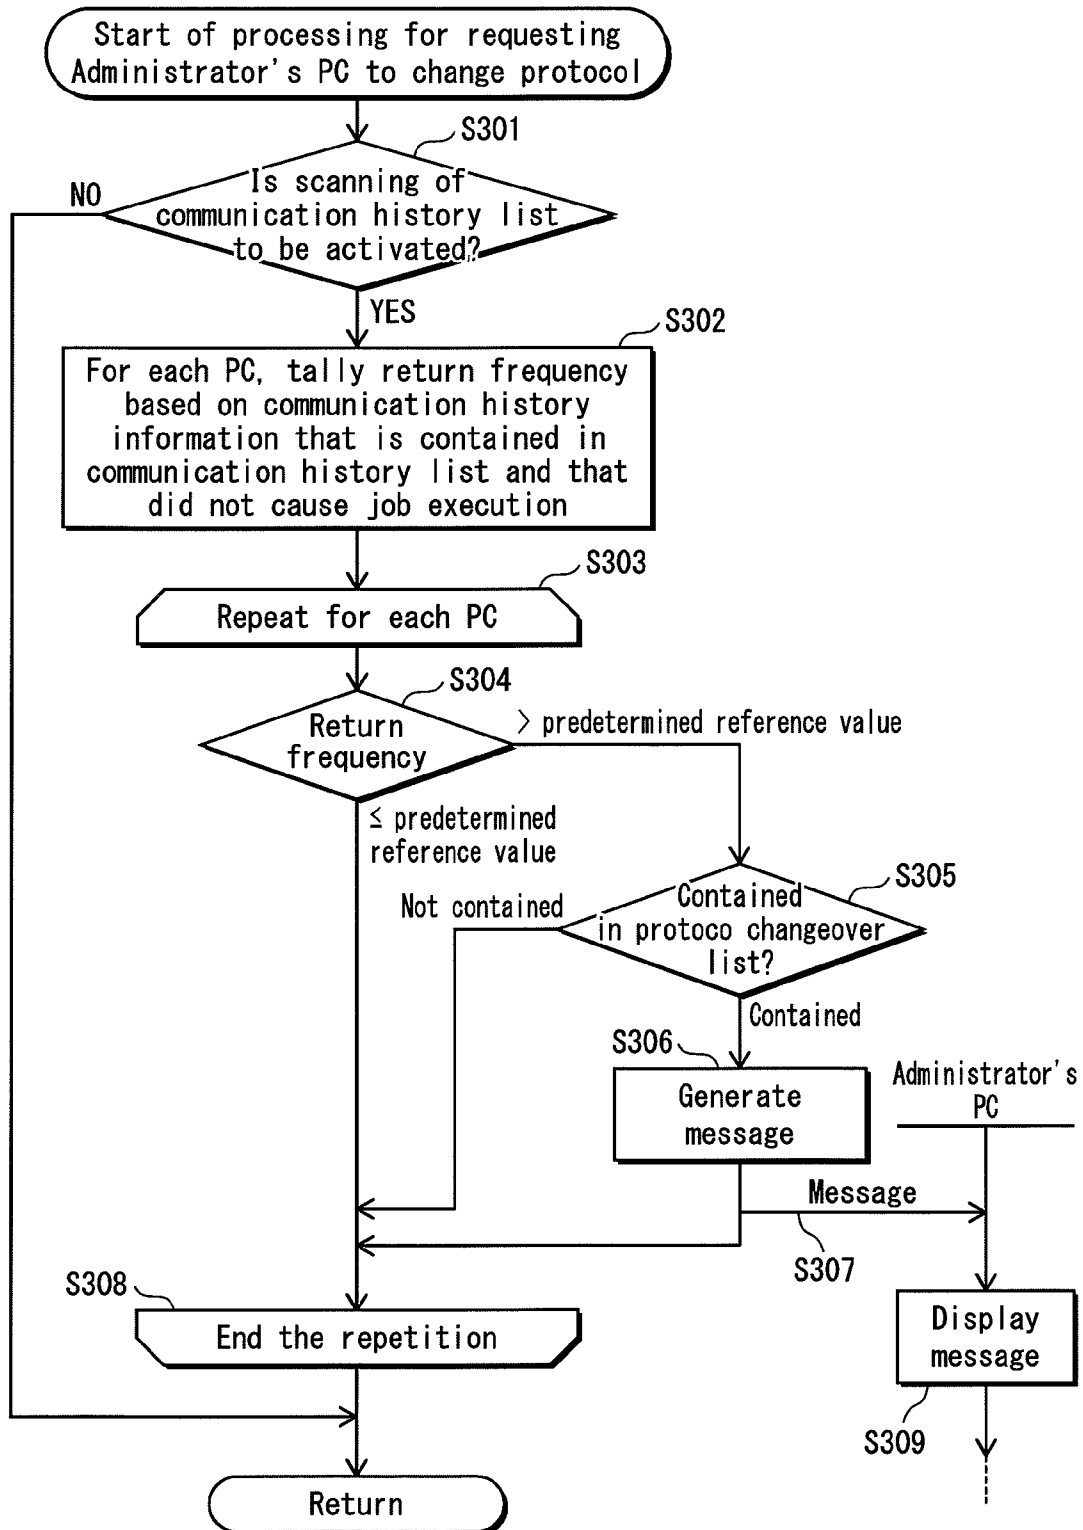 Start of processing for requesting
Administrator's PC to change protocol
S301
NO
Is scanning of
communication history list
to be activated?
YES
S302
For each PC, tally return frequency
based on communication history
information that is contained in
communication history list and that
did not cause job execution
S303
Repeat for each PC
S304
Return
frequency
> predetermined reference value
≤ predetermined
reference value
S305
Not contained
Contained
in protoco changeover
list?
Contained
S306
Generate
message
Administrator's
PC
Message
S307
S308
End the repetition
Display
message
S309
Return